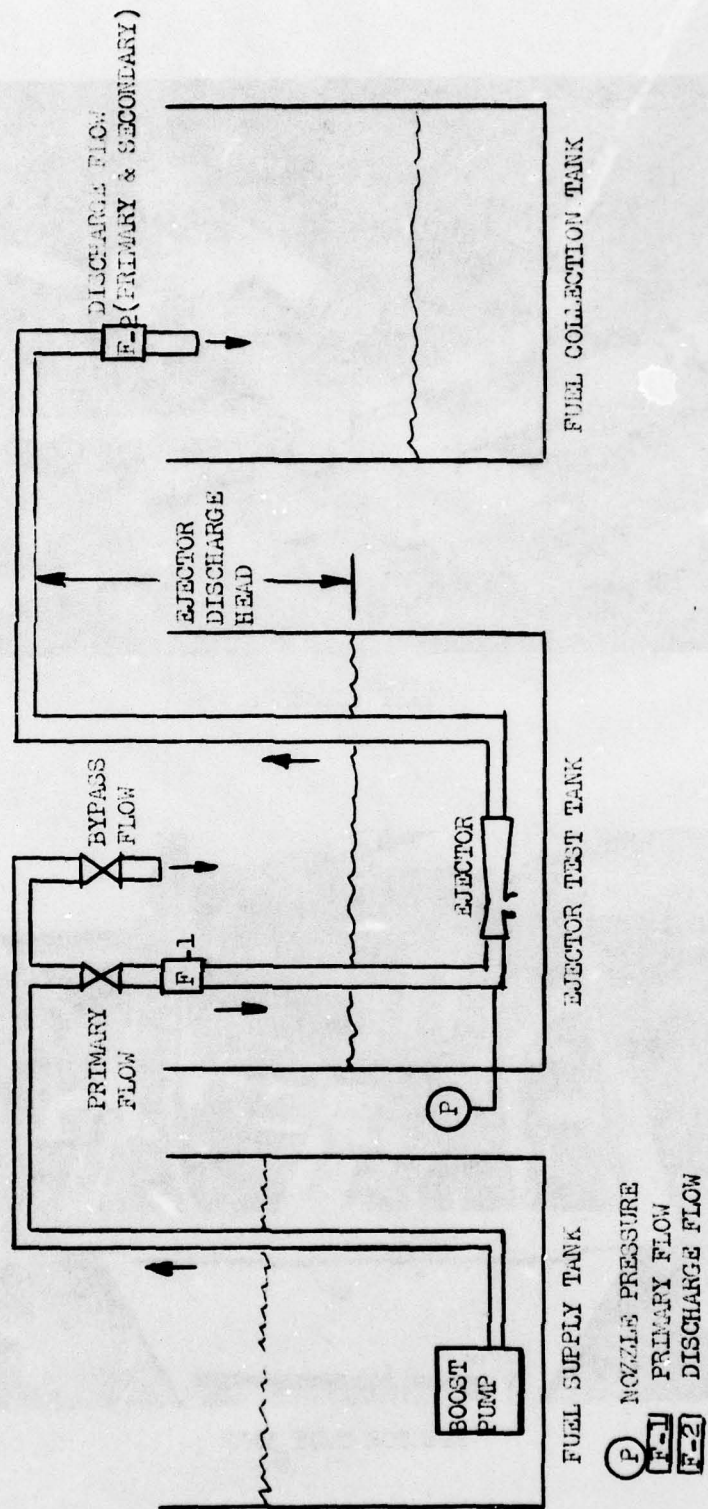 DISCHARGE FLOW
F-2 (PRIMARY & SECONDARY)
BYPASS
FLOW
PRIMARY
FLOW
F-1
EJECTOR
DISCHARGE
HEAD
P
EJECTOR
BOOST
PUMP
FUEL SUPPLY TANK
EJECTOR TEST TANK
FUEL COLLECTION TANK
P NOZZLE PRESSURE
F-1 PRIMARY FLOW
F-2 DISCHARGE FLOW